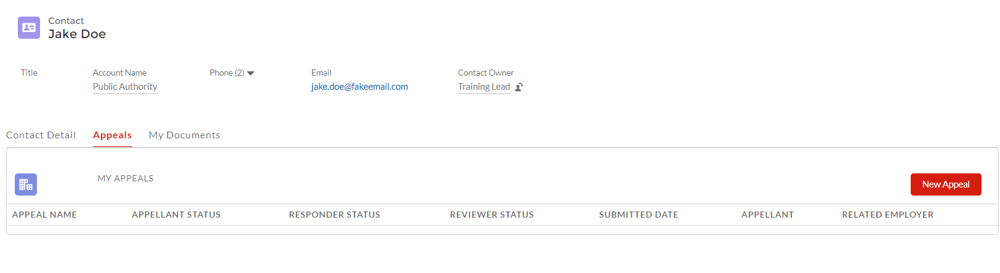 Contact
Jake Doe
Title Account Name Phone (2) Email Contact Owner
Public Authority jake.doe@fakeemail.com Training Lead
Contact Detail Appeals My Documents
MY APPEALS New Appeal
APPEAL NAME APPELLANT STATUS RESPONDER STATUS REVIEWER STATUS SUBMITTED DATE APPELLANT RELATED EMPLOYER